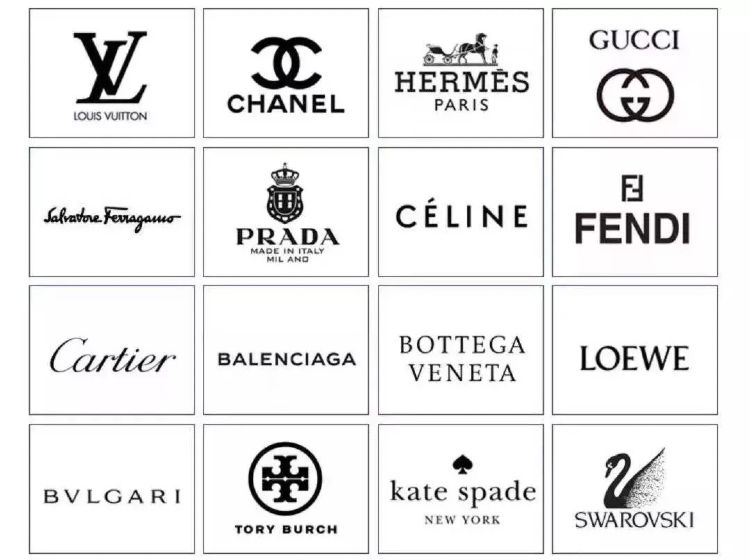 LOUIS VUITTON
CHANEL
HERMÈS
PARIS
GUCCI
Salvatore Ferragamo
PRADA
MADE IN ITALY
MILANO
CÉLINE
FENDI
Cartier
BALENCIAGA
BOTTEGA
VENETA
LOEWE
BVLGARI
TORY BURCH
kate spade
NEW YORK
SWAROVSKI